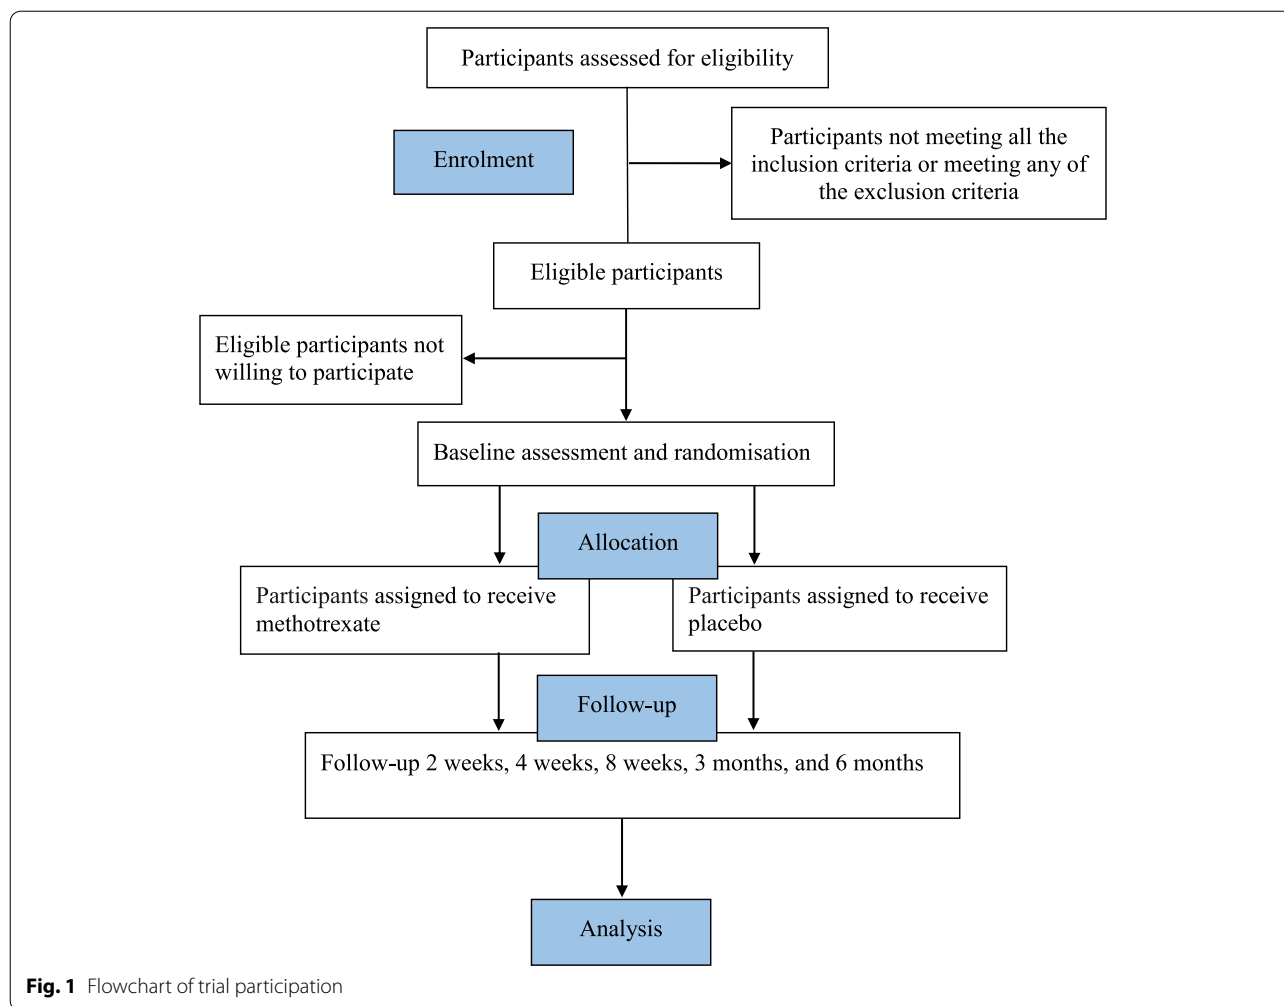 Participants assessed for eligibility
Enrolment
Participants not meeting all the
inclusion criteria or meeting any of
the exclusion criteria
Eligible participants
Eligible participants not
willing to participate
Baseline assessment and randomisation
Allocation
Participants assigned to receive
methotrexate
Participants assigned to receive
placebo
Follow-up
Follow-up 2 weeks, 4 weeks, 8 weeks, 3 months, and 6 months
Analysis
Fig. 1 Flowchart of trial participation